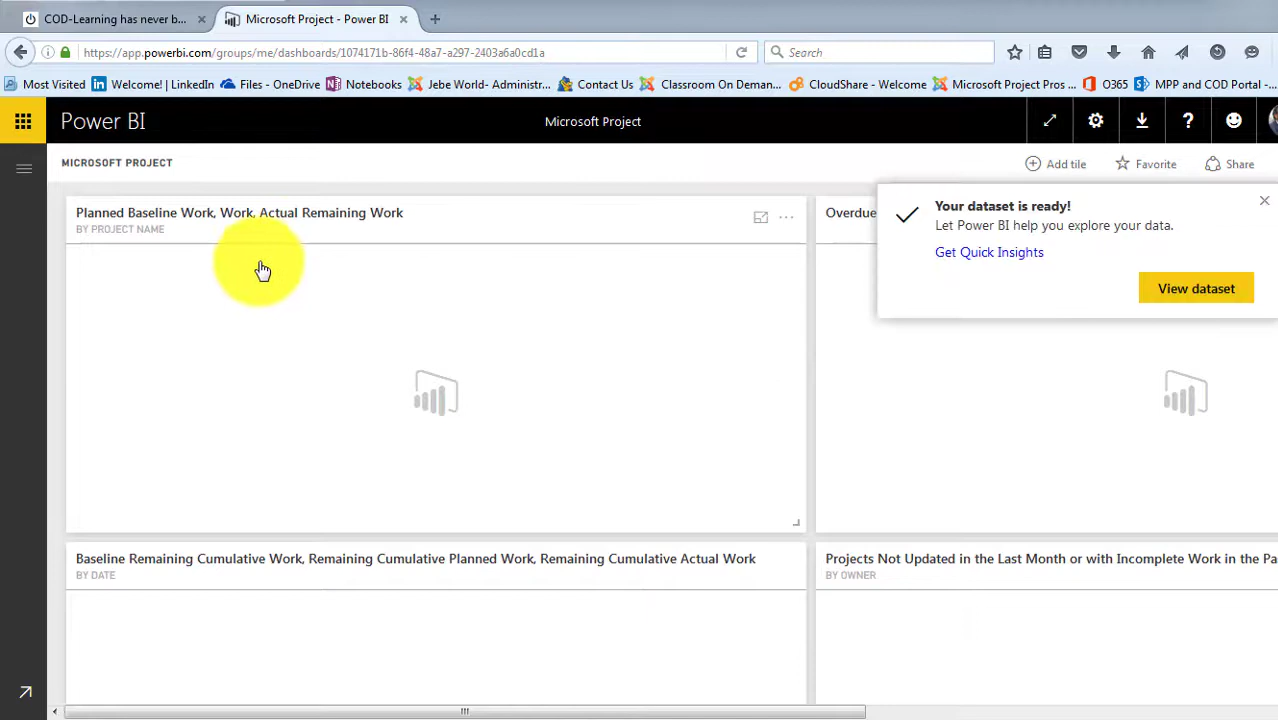 COD-Learning has never b...
Microsoft Project - Power BI
https://app.powerbi.com/groups/me/dashboards/1074171b-86f4-48a7-a297-2403a6a0cd1a
Search
Most Visited
Welcome! | LinkedIn
Files - OneDrive
Notebooks
Jebe World- Administr...
Contact Us
Classroom On Deman...
CloudShare - Welcome
Microsoft Project Pros ...
O365
MPP and COD Portal - ...
Power BI
Microsoft Project
MICROSOFT PROJECT
Add tile
Favorite
Share
Planned Baseline Work, Work, Actual Remaining Work
BY PROJECT NAME
Overdue
Your dataset is ready!
Let Power BI help you explore your data.
Get Quick Insights
View dataset
Baseline Remaining Cumulative Work, Remaining Cumulative Planned Work, Remaining Cumulative Actual Work
BY DATE
Projects Not Updated in the Last Month or with Incomplete Work in the Pa
BY OWNER